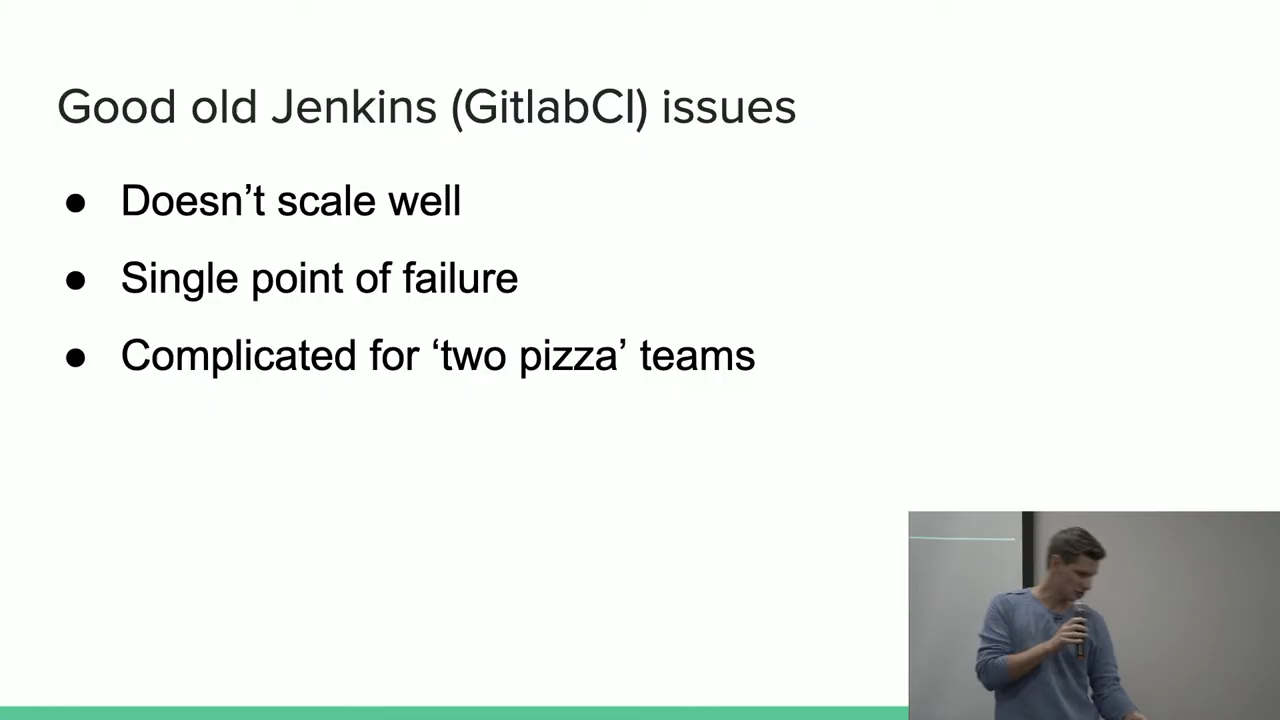 Good old Jenkins (GitlabCI) issues
● Doesn’t scale well
● Single point of failure
● Complicated for ‘two pizza’ teams